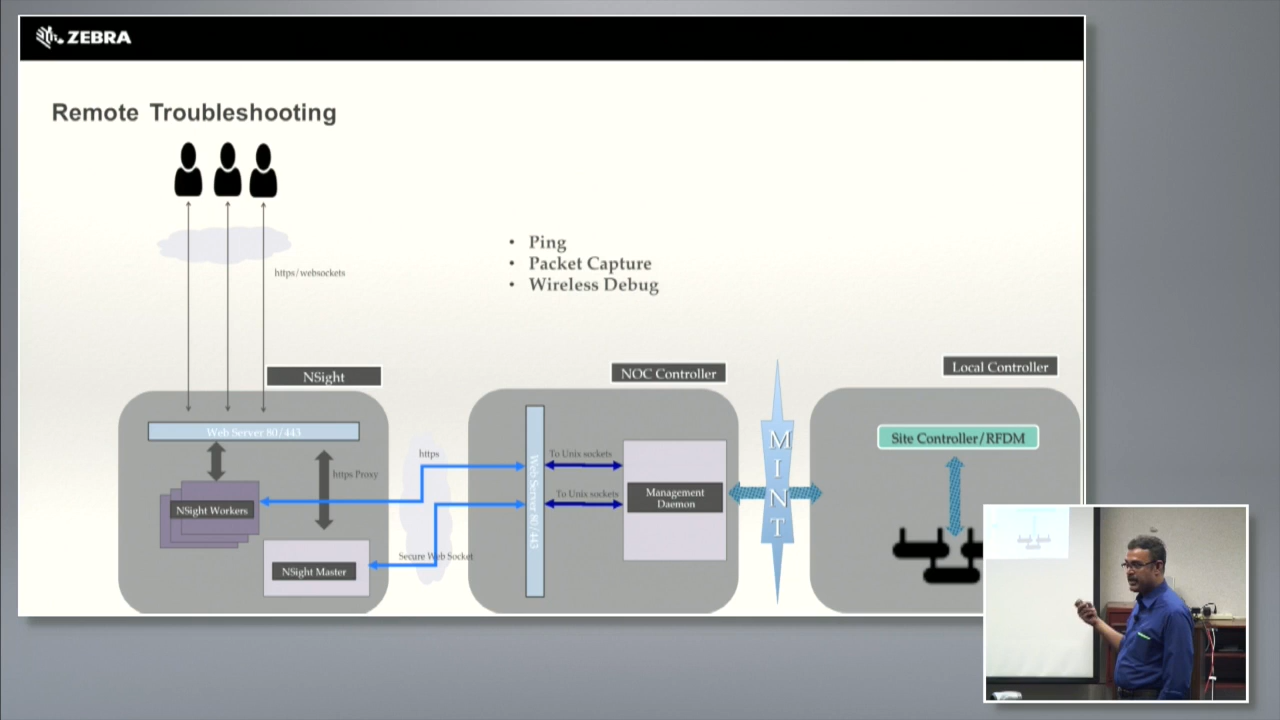 ZEBRA
Remote Troubleshooting
• Ping
• Packet Capture
• Wireless Debug
https/websockets
NSight
Web Server 80/443
https Proxy
NSight Workers
NSight Master
https
Secure Web Socket
NOC Controller
Web Server 80/443
To Unix sockets
To Unix sockets
Management
Daemon
MINT
Local Controller
Site Controller/RFDM